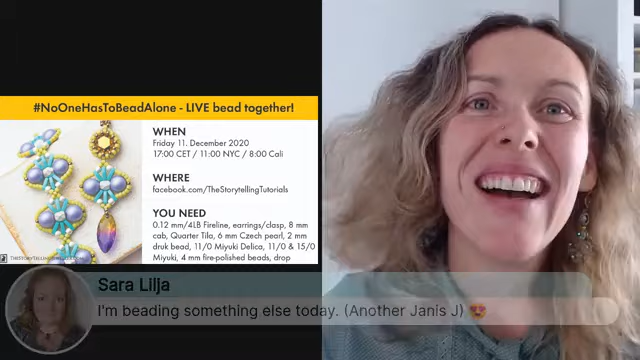 #NoOneHasToBeadAlone - LIVE bead together!
WHEN
Friday 11. December 2020
17:00 CET / 11:00 NYC / 8:00 Cali
WHERE
facebook.com/TheStorytellingTutorials
YOU NEED
0.12 mm/4LB Fireline, earrings/clasp, 8 mm
cab, Quarter Tila, 6 mm Czech pearl, 2 mm
druk bead, 11/0 Miyuki Delica, 11/0 & 15/0
Miyuki, 4 mm fire-polished beads, drop
Sara Lilja
I'm beading something else today. (Another Janis J) 😍